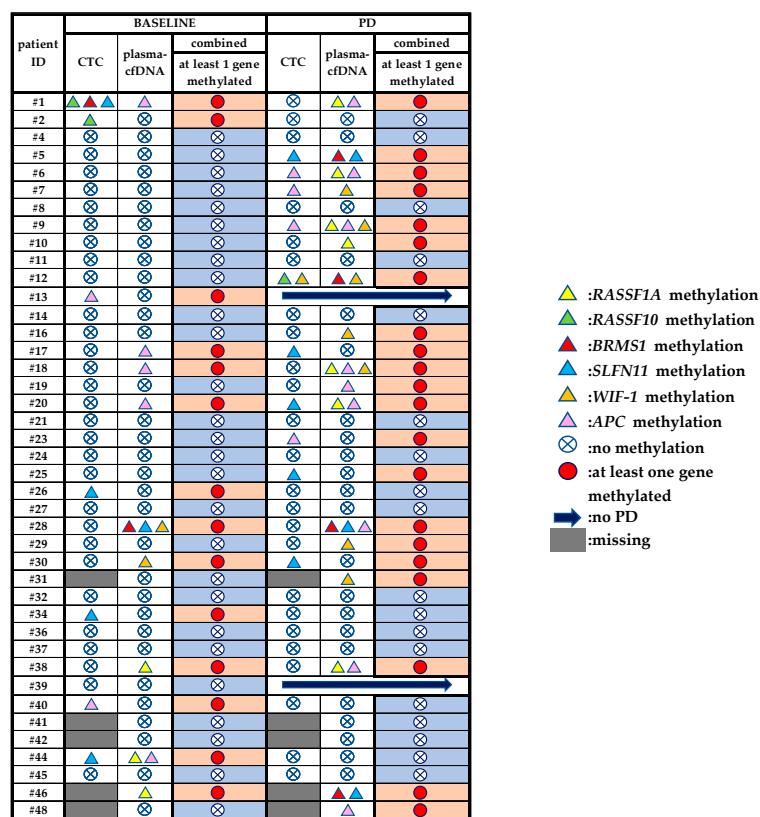 BASELINE PD
patient ID
CTC
plasma-cfDNA
combined
at least 1 gene methylated
CTC
plasma-cfDNA
combined
at least 1 gene methylated
#1
#2
#4
#5
#6
#7
#8
#9
#10
#11
#12
#13
#14
#16
#17
#18
#19
#20
#21
#23
#24
#25
#26
#27
#28
#29
#30
#31
#32
#34
#36
#37
#38
#39
#40
#41
#42
#44
#45
#46
#48
:RASSF1A methylation
:RASSF10 methylation
:BRMS1 methylation
:SLFN11 methylation
:WIF-1 methylation
:APC methylation
:no methylation
:at least one gene
methylated
:no PD
:missing